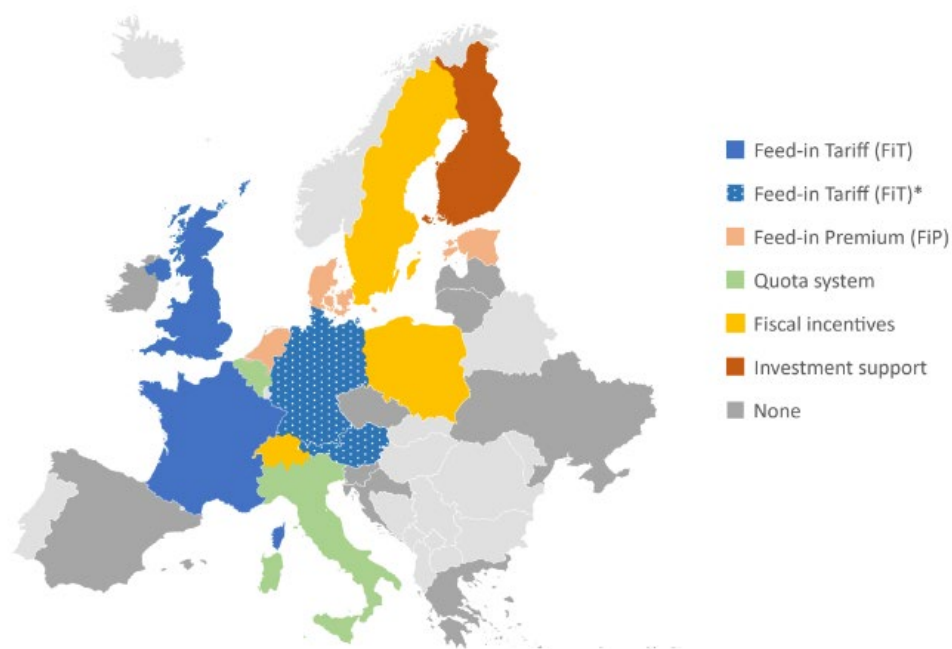 Feed-in Tariff (FiT)
Feed-in Tariff (FiT)*
Feed-in Premium (FiP)
Quota system
Fiscal incentives
Investment support
None